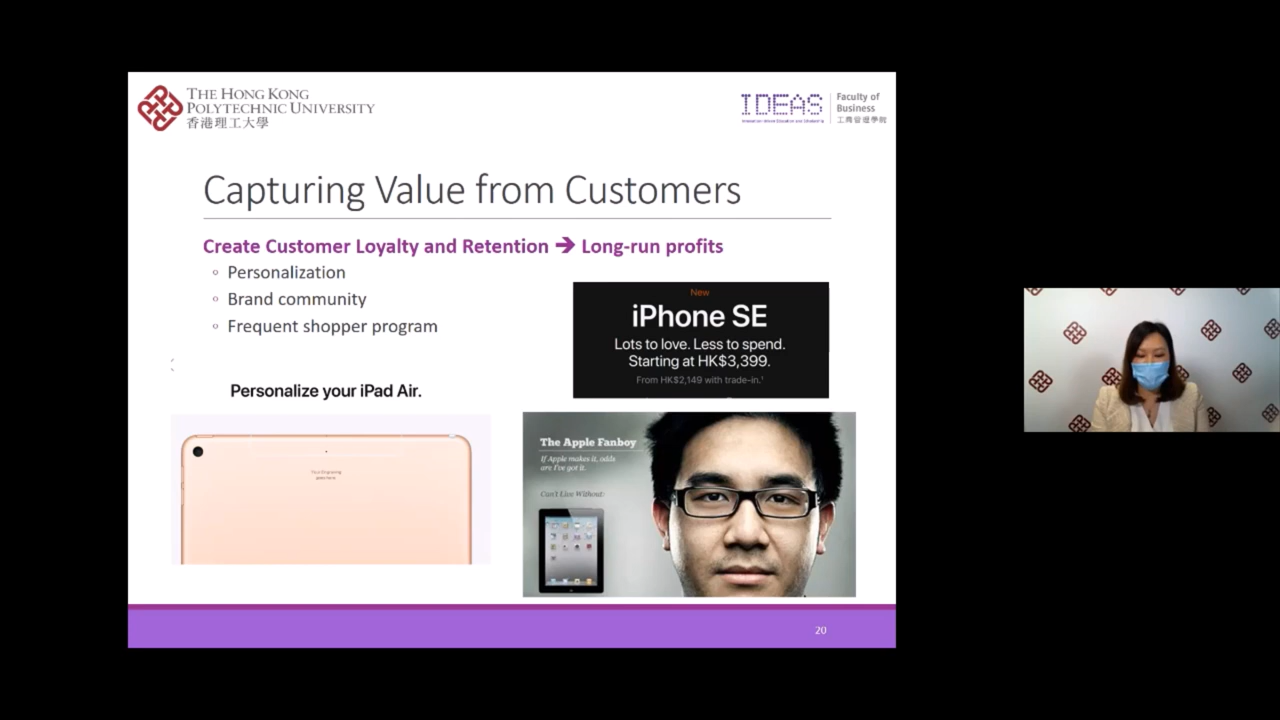 THE HONG KONG
POLYTECHNIC UNIVERSITY
香港理工大學
IDEAS
Faculty of
Business
工商管理學院
Capturing Value from Customers
Create Customer Loyalty and Retention ➔ Long-run profits
Personalization
Brand community
Frequent shopper program
New
iPhone SE
Lots to love. Less to spend.
Starting at HK$3,399.
From HK$2,149 with trade-in.¹
Personalize your iPad Air.
The Apple Fanboy
If Apple makes it, odds
are I've got it.
Can't Live Without:
20